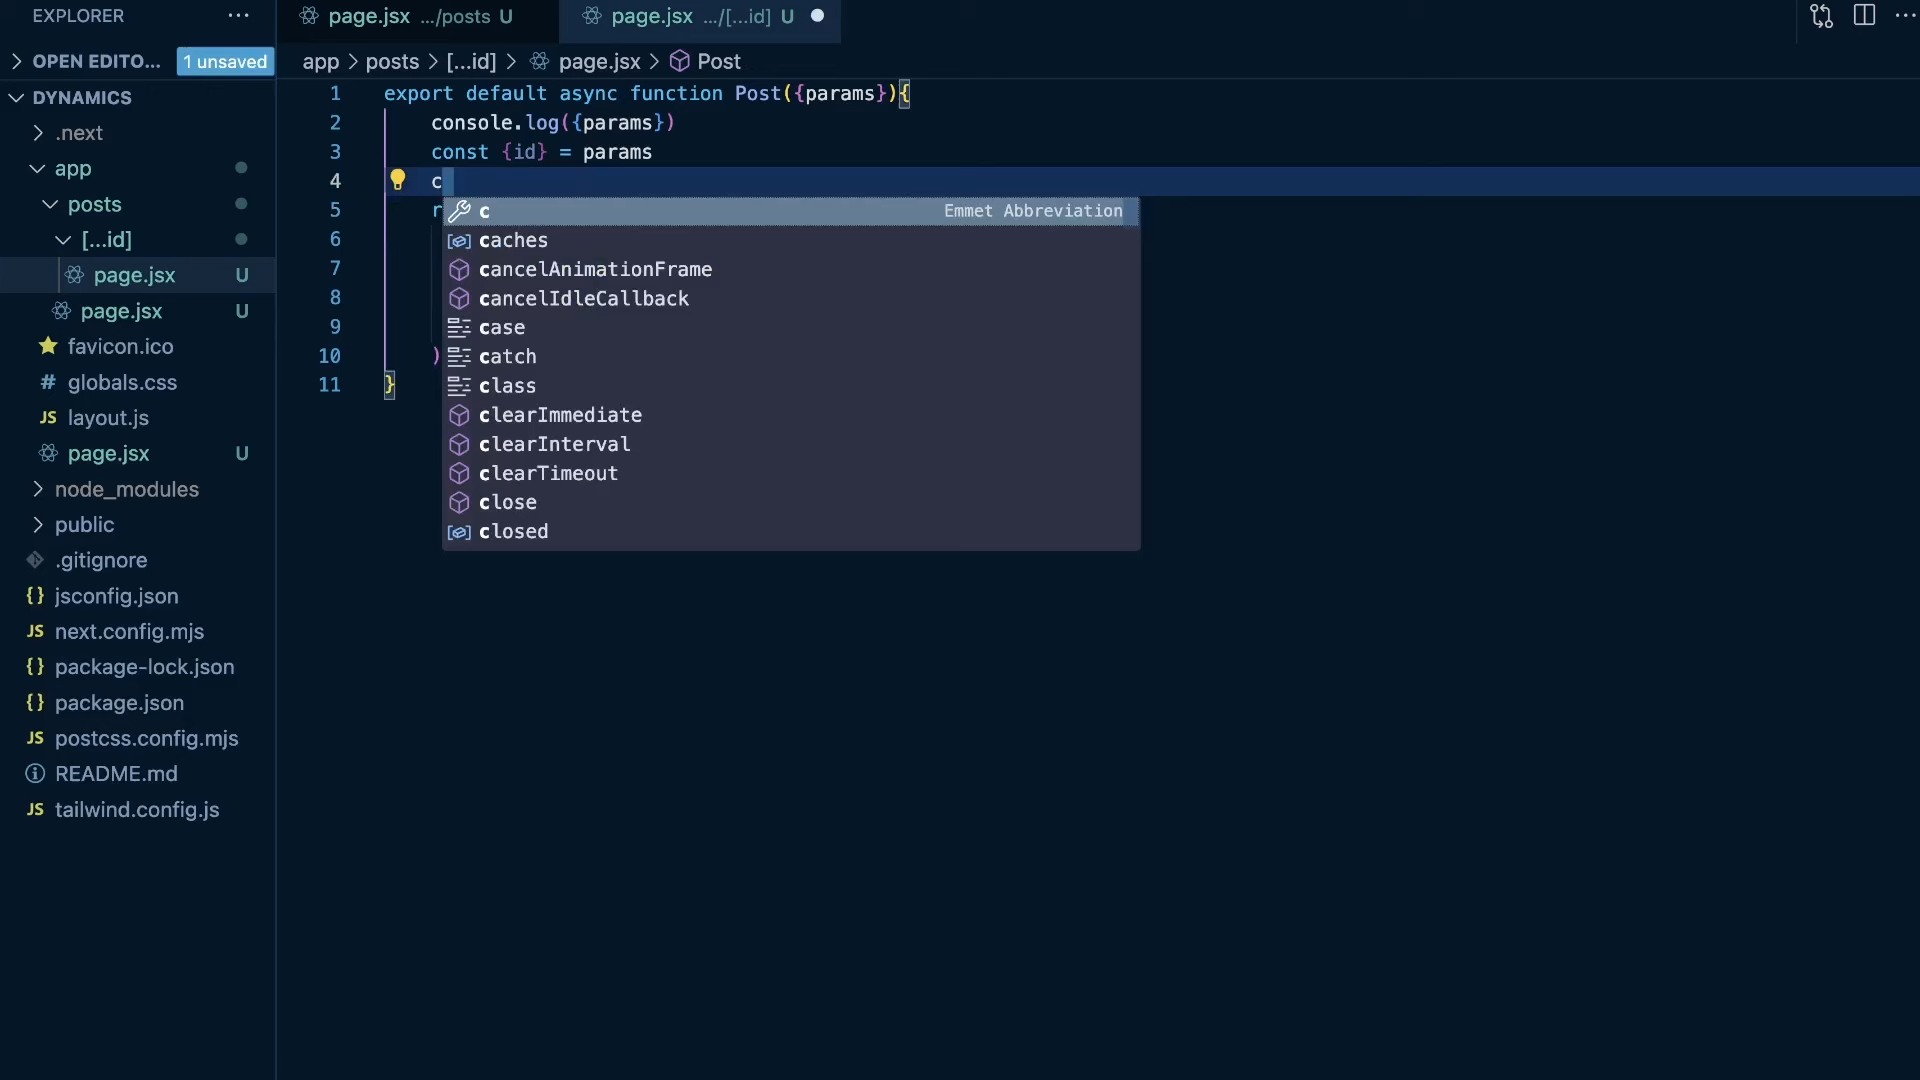 EXPLORER
OPEN EDITO... 1 unsaved
DYNAMICS
.next
app
posts
[...id]
page.jsx U
page.jsx U
favicon.ico
# globals.css
JS layout.js
page.jsx U
node_modules
public
.gitignore
{} jsconfig.json
JS next.config.mjs
{} package-lock.json
{} package.json
JS postcss.config.mjs
README.md
JS tailwind.config.js
page.jsx .../posts U
page.jsx .../[...id] U
app > posts > [...id] > page.jsx > Post
1 export default async function Post({params}){
2 console.log({params})
3 const {id} = params
4 c
5 r
6
7
8
9
10 )
11 }
c Emmet Abbreviation
caches
cancelAnimationFrame
cancelIdleCallback
case
catch
class
clearImmediate
clearInterval
clearTimeout
close
closed